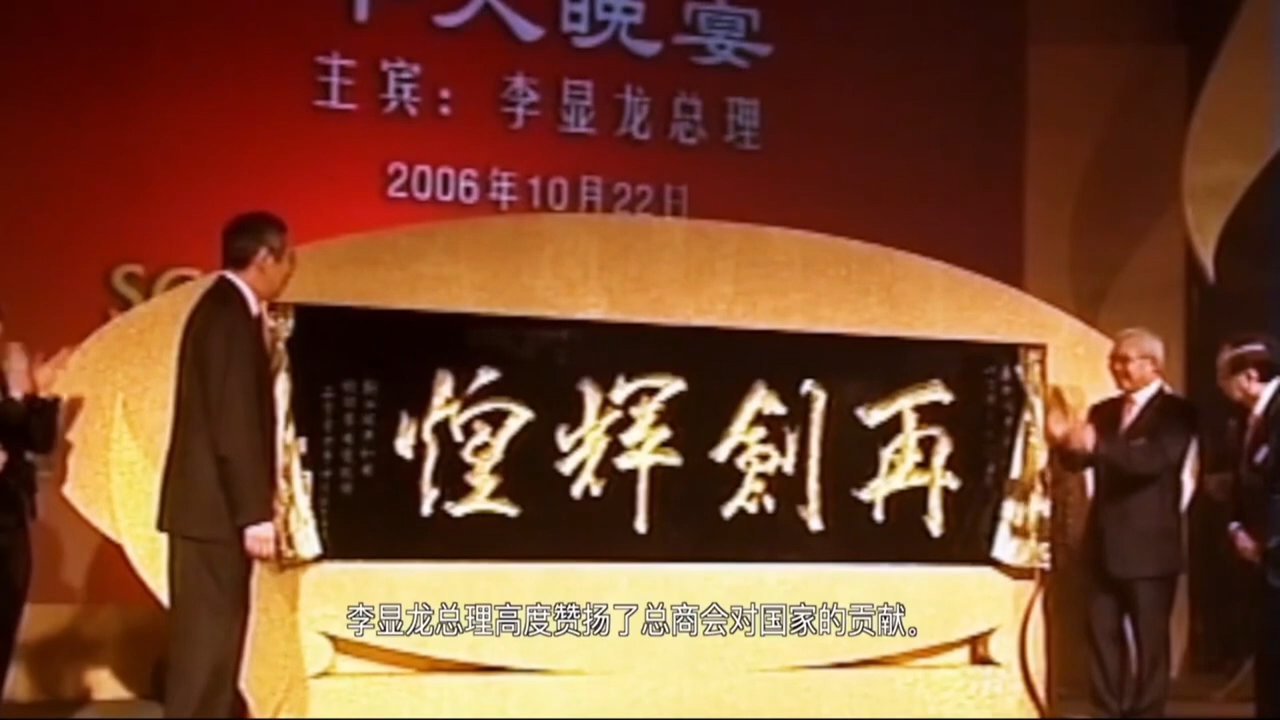 晚宴
主宾：李显龙总理
2006年10月22日
再創輝煌
李显龙总理高度赞扬了总商会对国家的贡献。